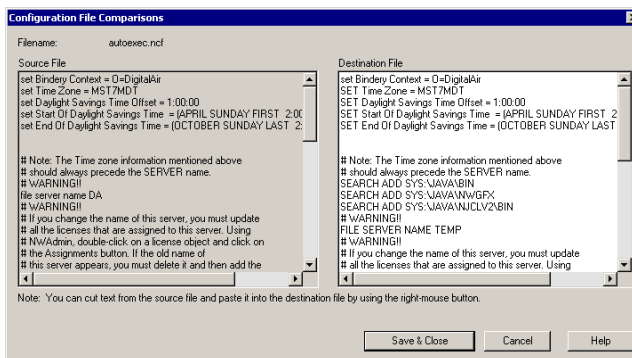 Configuration File Comparisons
Filename: autoexec.ncf
Source File
set Bindery Context = O=DigitalAir
set Time Zone = MST7MDT
set Daylight Savings Time Offset = 1:00:00
set Start Of Daylight Savings Time = (APRIL SUNDAY FIRST 2:00
set End Of Daylight Savings Time = (OCTOBER SUNDAY LAST 2:
# Note: The Time zone information mentioned above
# should always precede the SERVER name.
# WARNING!!
file server name DA
# WARNING!!
# If you change the name of this server, you must update
# all the licenses that are assigned to this server. Using
# NWAdmin, double-click on a license object and click on
# the Assignments button. If the old name of
# this server appears, you must delete it and then add the
Destination File
set Bindery Context = O=DigitalAir
SET Time Zone = MST7MDT
SET Daylight Savings Time Offset = 1:00:00
SET Start Of Daylight Savings Time = (APRIL SUNDAY FIRST 2
SET End Of Daylight Savings Time = (OCTOBER SUNDAY LAST
# Note: The Time zone information mentioned above
# should always precede the SERVER name.
SEARCH ADD SYS:\JAVA\BIN
SEARCH ADD SYS:\JAVA\NWGFX
SEARCH ADD SYS:\JAVA\NJCLV2\BIN
# WARNING!!
FILE SERVER NAME TEMP
# WARNING!!
# If you change the name of this server, you must update
# all the licenses that are assigned to this server. Using
Note: You can cut text from the source file and paste it into the destination file by using the right-mouse button.
Save & Close
Cancel
Help